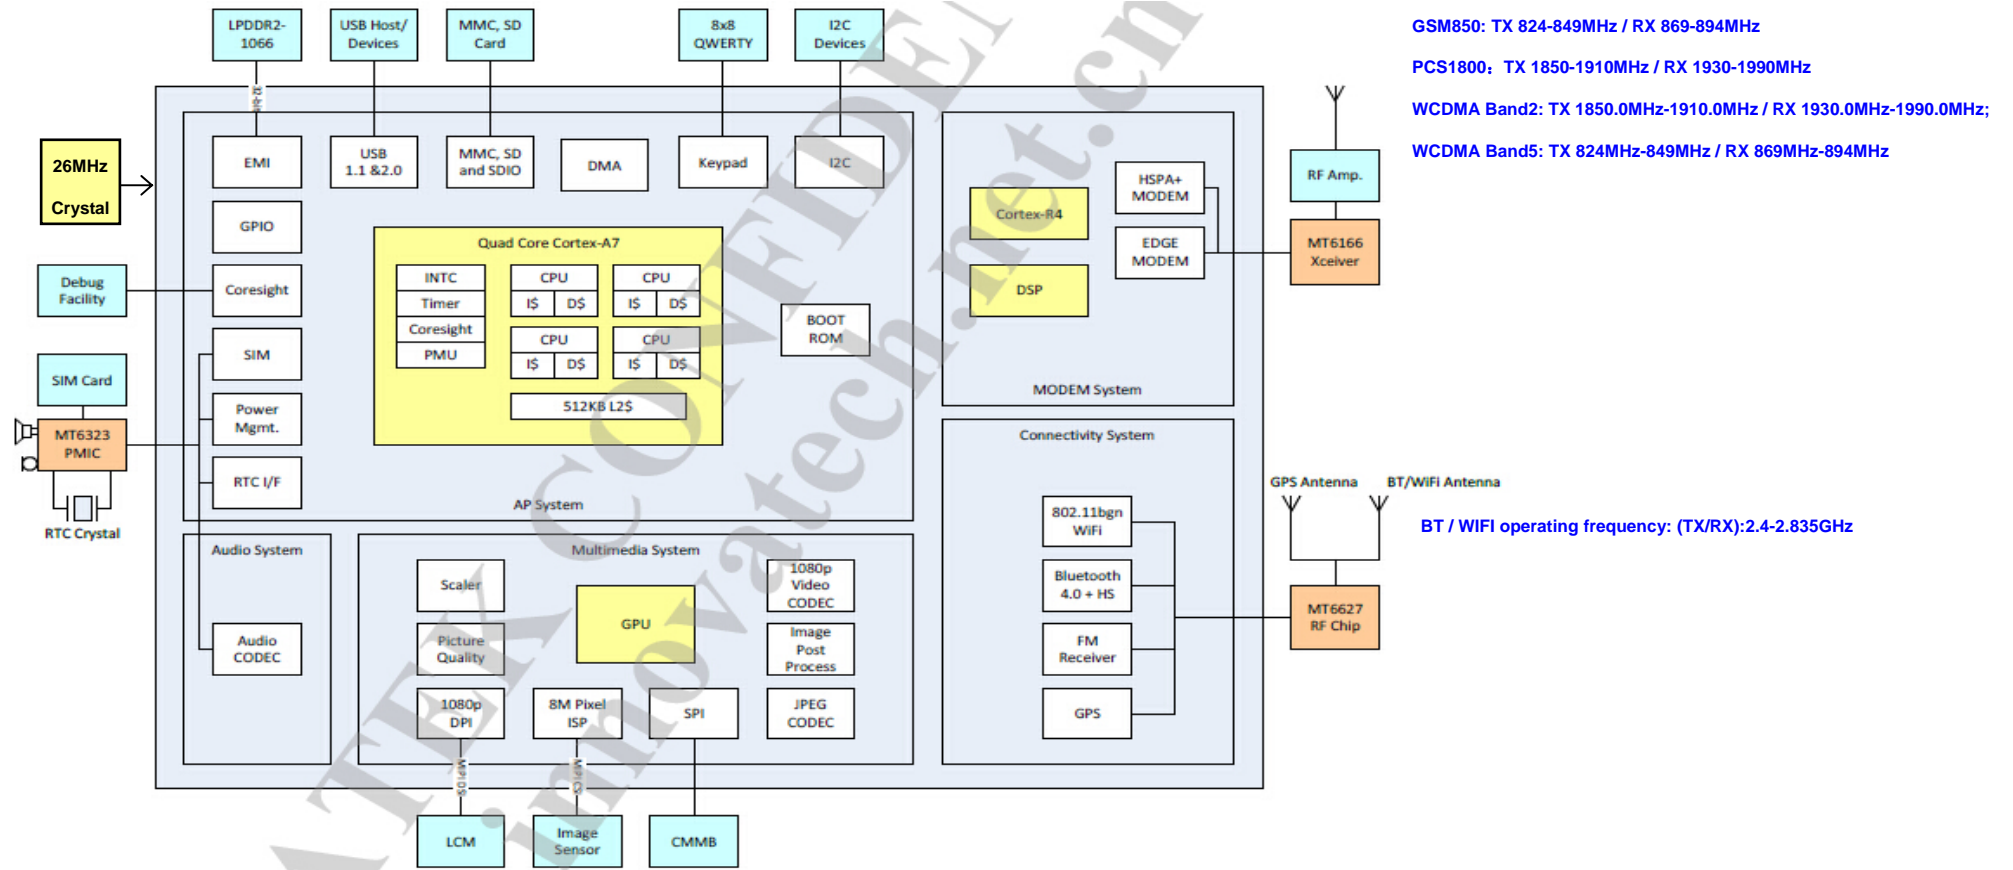 LPDDR2-
1066
USB Host/
Devices
MMC, SD
Card
8x8
QWERTY
I2C
Devices
GSM850: TX 824-849MHz / RX 869-894MHz
PCS1800：TX 1850-1910MHz / RX 1930-1990MHz
WCDMA Band2: TX 1850.0MHz-1910.0MHz / RX 1930.0MHz-1990.0MHz;
WCDMA Band5: TX 824MHz-849MHz / RX 869MHz-894MHz
32-bit
26MHz
Crystal
EMI
USB
1.1 &2.0
MMC, SD
and SDIO
DMA
Keypad
I2C
GPIO
Coresight
SIM
Power
Mgmt.
RTC I/F
Debug
Facility
SIM Card
MT6323
PMIC
RTC Crystal
Quad Core Cortex-A7
INTC
Timer
Coresight
PMU
CPU
I$ D$
CPU
I$ D$
CPU
I$ D$
CPU
I$ D$
512KB L2$
BOOT
ROM
AP System
Cortex-R4
DSP
HSPA+
MODEM
EDGE
MODEM
MODEM System
RF Amp.
MT6166
Xceiver
Connectivity System
802.11bgn
WiFi
Bluetooth
4.0 + HS
FM
Receiver
GPS
GPS Antenna
BT/WiFi Antenna
BT / WIFI operating frequency: (TX/RX):2.4-2.835GHz
MT6627
RF Chip
Audio System
Audio
CODEC
Multimedia System
Scaler
Picture
Quality
1080p
DPI
GPU
8M Pixel
ISP
SPI
1080p
Video
CODEC
Image
Post
Process
JPEG
CODEC
LCM
Image
Sensor
CMMB
ATEK CONFIDEN
innovatech.net.cn